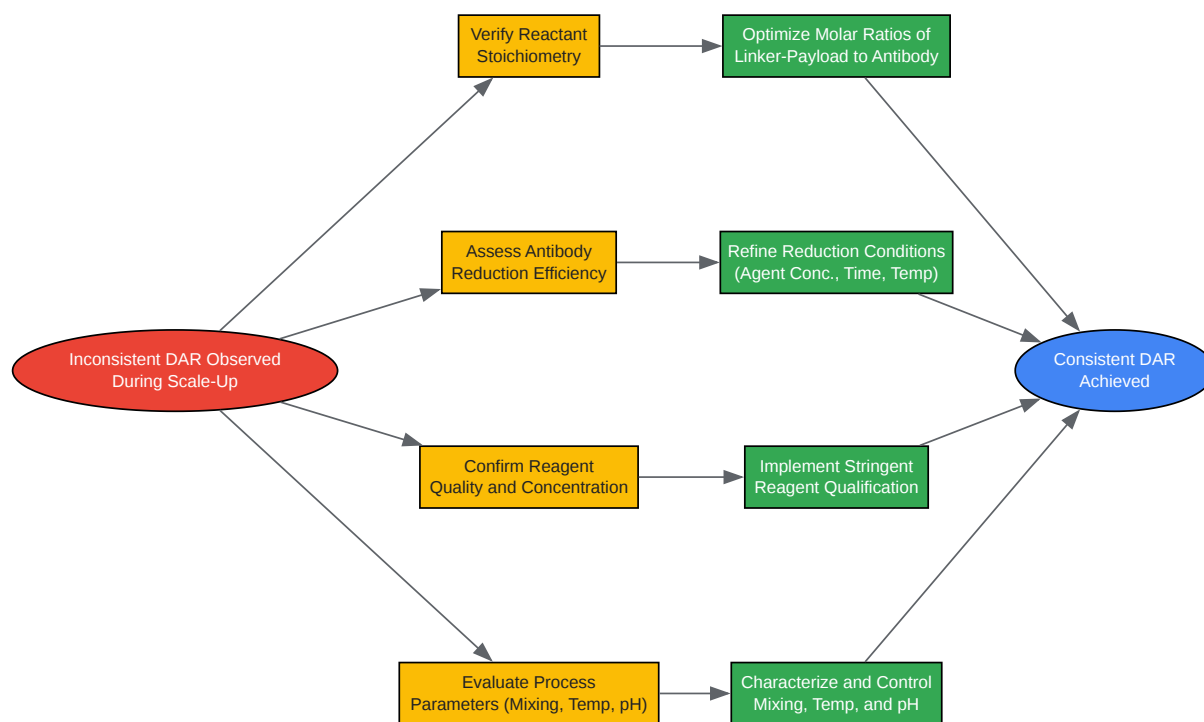 Verify Reactant
Stoichiometry
Optimize Molar Ratios of
Linker-Payload to Antibody
Assess Antibody
Reduction Efficiency
Refine Reduction Conditions
(Agent Conc., Time, Temp)
Inconsistent DAR Observed
During Scale-Up
Consistent DAR
Achieved
Confirm Reagent
Quality and Concentration
Implement Stringent
Reagent Qualification
Evaluate Process
Parameters (Mixing, Temp, pH)
Characterize and Control
Mixing, Temp, and pH